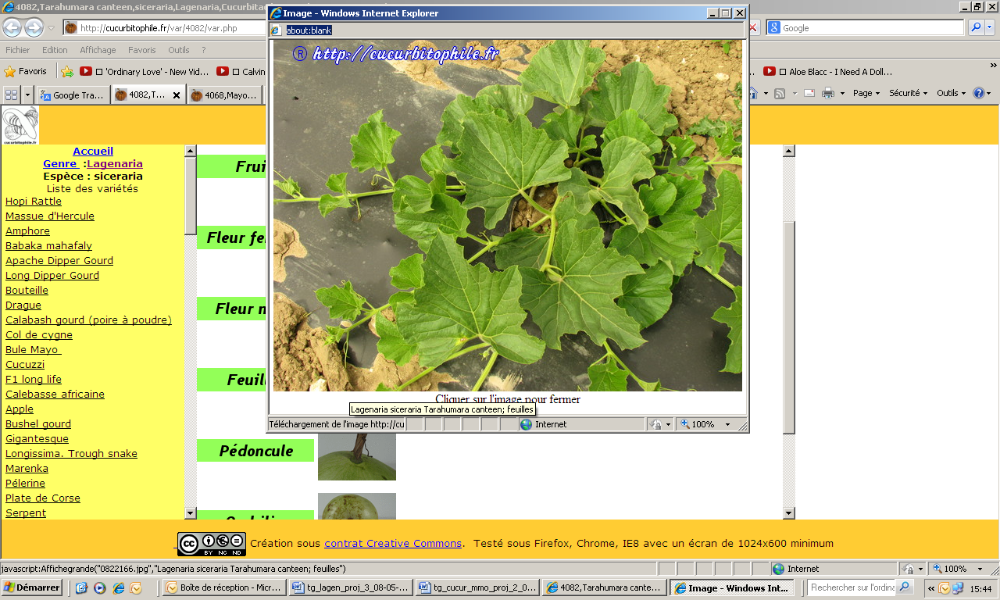 4082,Tarahumara canteen,siceraria,Lagenaria,Cucurbita
Image - Windows Internet Explorer
about:blank
http://cucurbitophile.fr/var/4082/var.php
Google
Fichier Edition Affichage Favoris ?
Favoris
'Ordinary Love' - New Vid...
Calvin
Aloe Blacc - I Need A Doll...
Google Tra...
4082,T...
4068,Mayo...
Page Sécurité Outils
® http://cucurbitophile.fr
cucurbitophile.fr
Accueil
Genre :Lagenaria
Espèce : siceraria
Liste des variétés
Hopi Rattle
Massue d'Hercule
Amphore
Babaka mahafaly
Apache Dipper Gourd
Long Dipper Gourd
Bouteille
Drague
Calabash gourd (poire à poudre)
Col de cygne
Bule Mayo
Cucuzzi
F1 long life
Calebasse africaine
Apple
Bushel gourd
Gigantesque
Longissima. Trough snake
Marenka
Pélerine
Plate de Corse
Serpent
Frui
Fleur fe
Fleur
Feuil
Pédoncule
Cliquer sur l'image pour fermer
Lagenaria siceraria Tarahumara canteen; feuilles
Téléchargement de l'image http://cu
Internet
100%
CC BY NC ND
Création sous contrat Creative Commons. Testé sous Firefox, Chrome, IE8 avec un écran de 1024x600 minimum
javascript:Affichegrande("0822166.jpg","Lagenaria siceraria Tarahumara canteen; feuilles")
Internet
100%
Démarrer
Boîte de réception - Micr...
tg_lagen_proj_3_08-05-...
tg_cucur_mmo_proj_2_0...
4082,Tarahumara cante...
Image - Windows Int...
Rechercher sur l'ordina
15:44